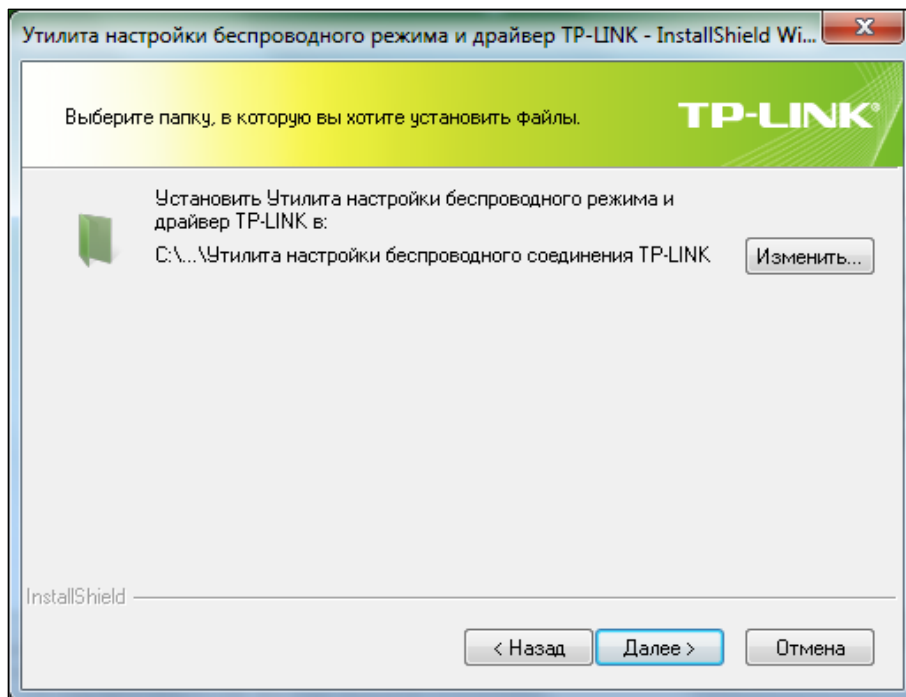 Утилита настройки беспроводного режима и драйвер TP-LINK - InstallShield Wi...
Выберите папку, в которую вы хотите установить файлы.
TP-LINK®
Установить Утилита настройки беспроводного режима и
драйвер TP-LINK в:
C:\...\Утилита настройки беспроводного соединения TP-LINK
Изменить...
InstallShield
< Назад
Далее >
Отмена